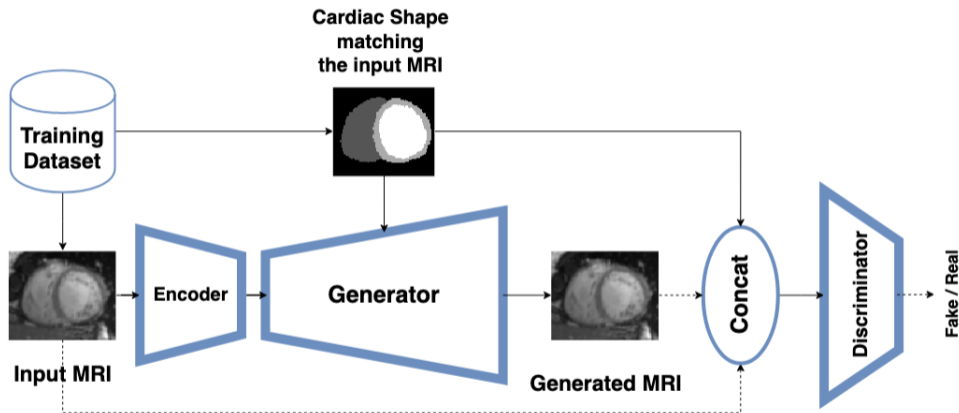 Cardiac Shape
matching
the input MRI
Training
Dataset
Encoder
Generator
Concat
Discriminator
Fake / Real
Input MRI
Generated MRI